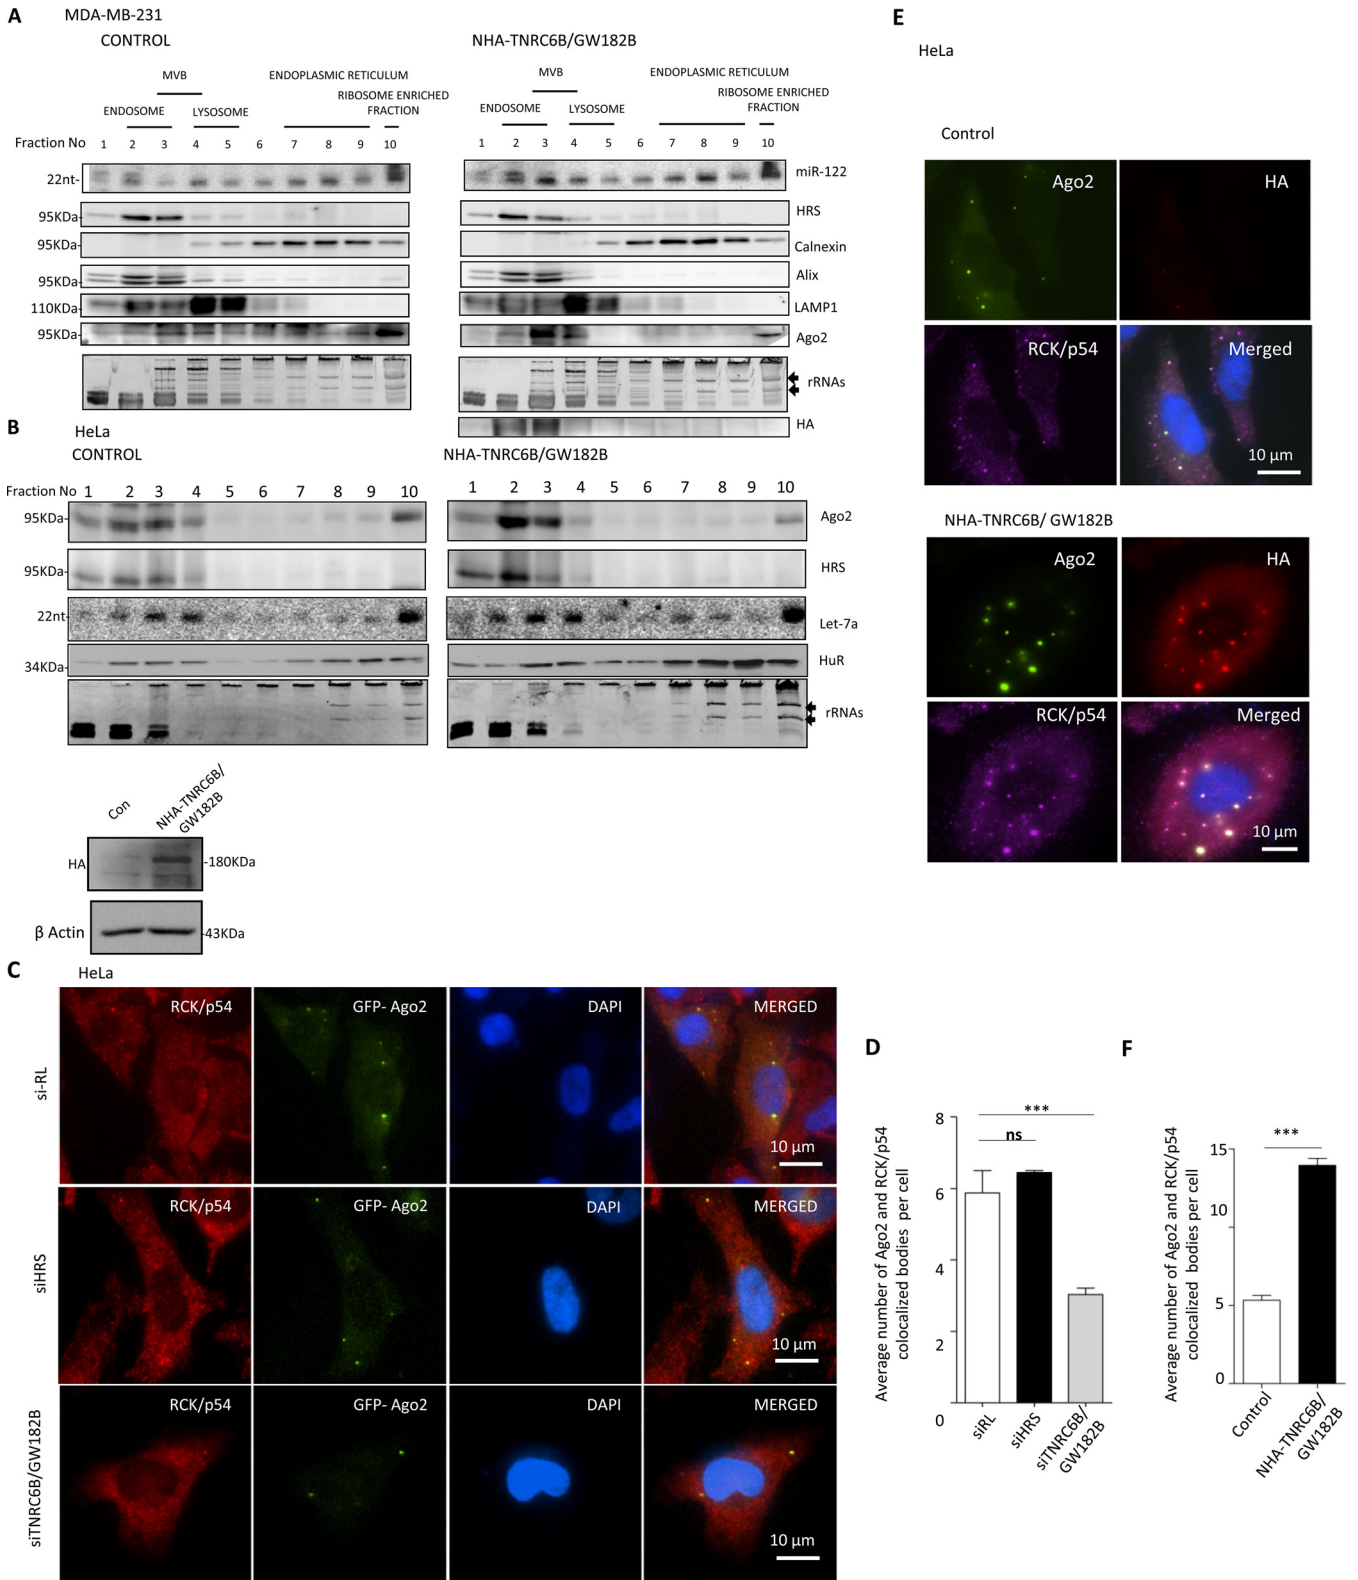 A
MDA-MB-231
CONTROL
NHA-TNRC6B/GW182B
MVB
ENDOPLASMIC RETICULUM
ENDOSOME
LYSOSOME
RIBOSOME ENRICHED
FRACTION
MVB
ENDOPLASMIC RETICULUM
ENDOSOME
LYSOSOME
RIBOSOME ENRICHED
FRACTION
Fraction No 1 2 3 4 5 6 7 8 9 10
1 2 3 4 5 6 7 8 9 10
22nt- miR-122
95KDa- HRS
95KDa- Calnexin
95KDa- Alix
110KDa- LAMP1
95KDa- Ago2
rRNAs
HA
B
HeLa
CONTROL
NHA-TNRC6B/GW182B
Fraction No 1 2 3 4 5 6 7 8 9 10
1 2 3 4 5 6 7 8 9 10
95KDa- Ago2
95KDa- HRS
22nt- Let-7a
34KDa- HuR
rRNAs
Con
NHA-TNRC6B/
GW182B
HA -180KDa
β Actin -43KDa
C
HeLa
si-RL
RCK/p54 GFP- Ago2 DAPI MERGED
10 µm
siHRS
RCK/p54 GFP- Ago2 DAPI MERGED
10 µm
siTNRC6B/GW182B
RCK/p54 GFP- Ago2 DAPI MERGED
10 µm
D
Average number of Ago2 and RCK/p54
colocalized bodies per cell
8
6
4
2
0
***
ns
siRL
siHRS
siTNRC6B/
GW182B
E
HeLa
Control
Ago2 HA
RCK/p54 Merged
10 µm
NHA-TNRC6B/ GW182B
Ago2 HA
RCK/p54 Merged
10 µm
F
Average number of Ago2 and RCK/p54
colocalized bodies per cell
15
10
5
0
***
Control
NHA-TNRC6B/
GW182B